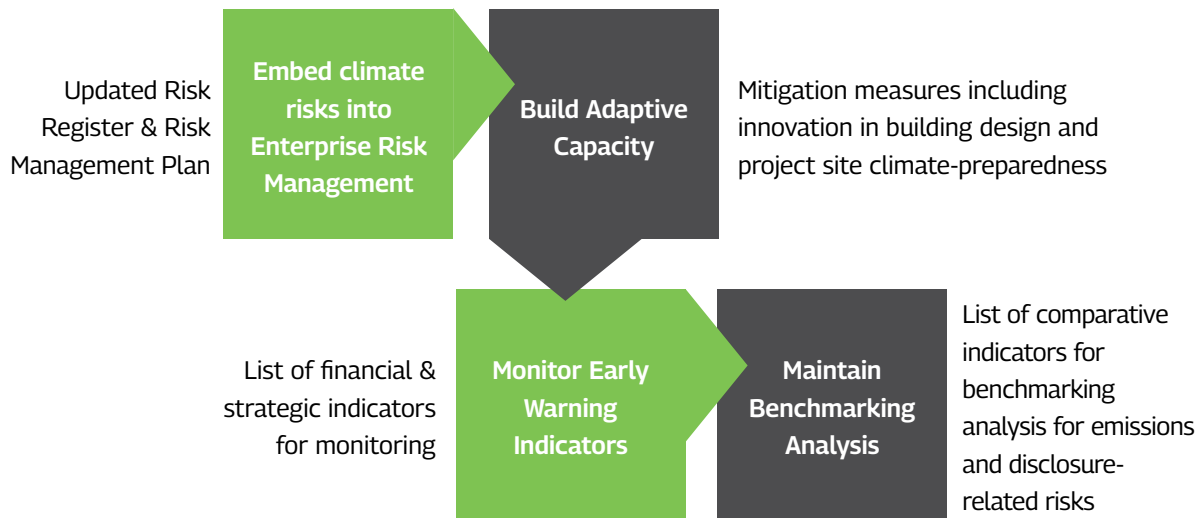 Updated Risk
Register & Risk
Management Plan
Embed climate
risks into
Enterprise Risk
Management
Build Adaptive
Capacity
Mitigation measures including
innovation in building design and
project site climate-preparedness
List of financial &
strategic indicators
for monitoring
Monitor Early
Warning
Indicators
Maintain
Benchmarking
Analysis
List of comparative
indicators for
benchmarking
analysis for emissions
and disclosure-
related risks